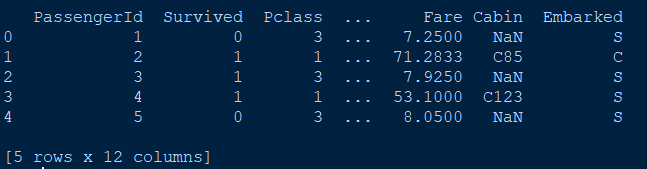 PassengerId  Survived  Pclass  ...     Fare Cabin  Embarked
0            1         0       3  ...   7.2500   NaN         S
1            2         1       1  ...  71.2833   C85         C
2            3         1       3  ...   7.9250   NaN         S
3            4         1       1  ...  53.1000  C123         S
4            5         0       3  ...   8.0500   NaN         S
[5 rows x 12 columns]